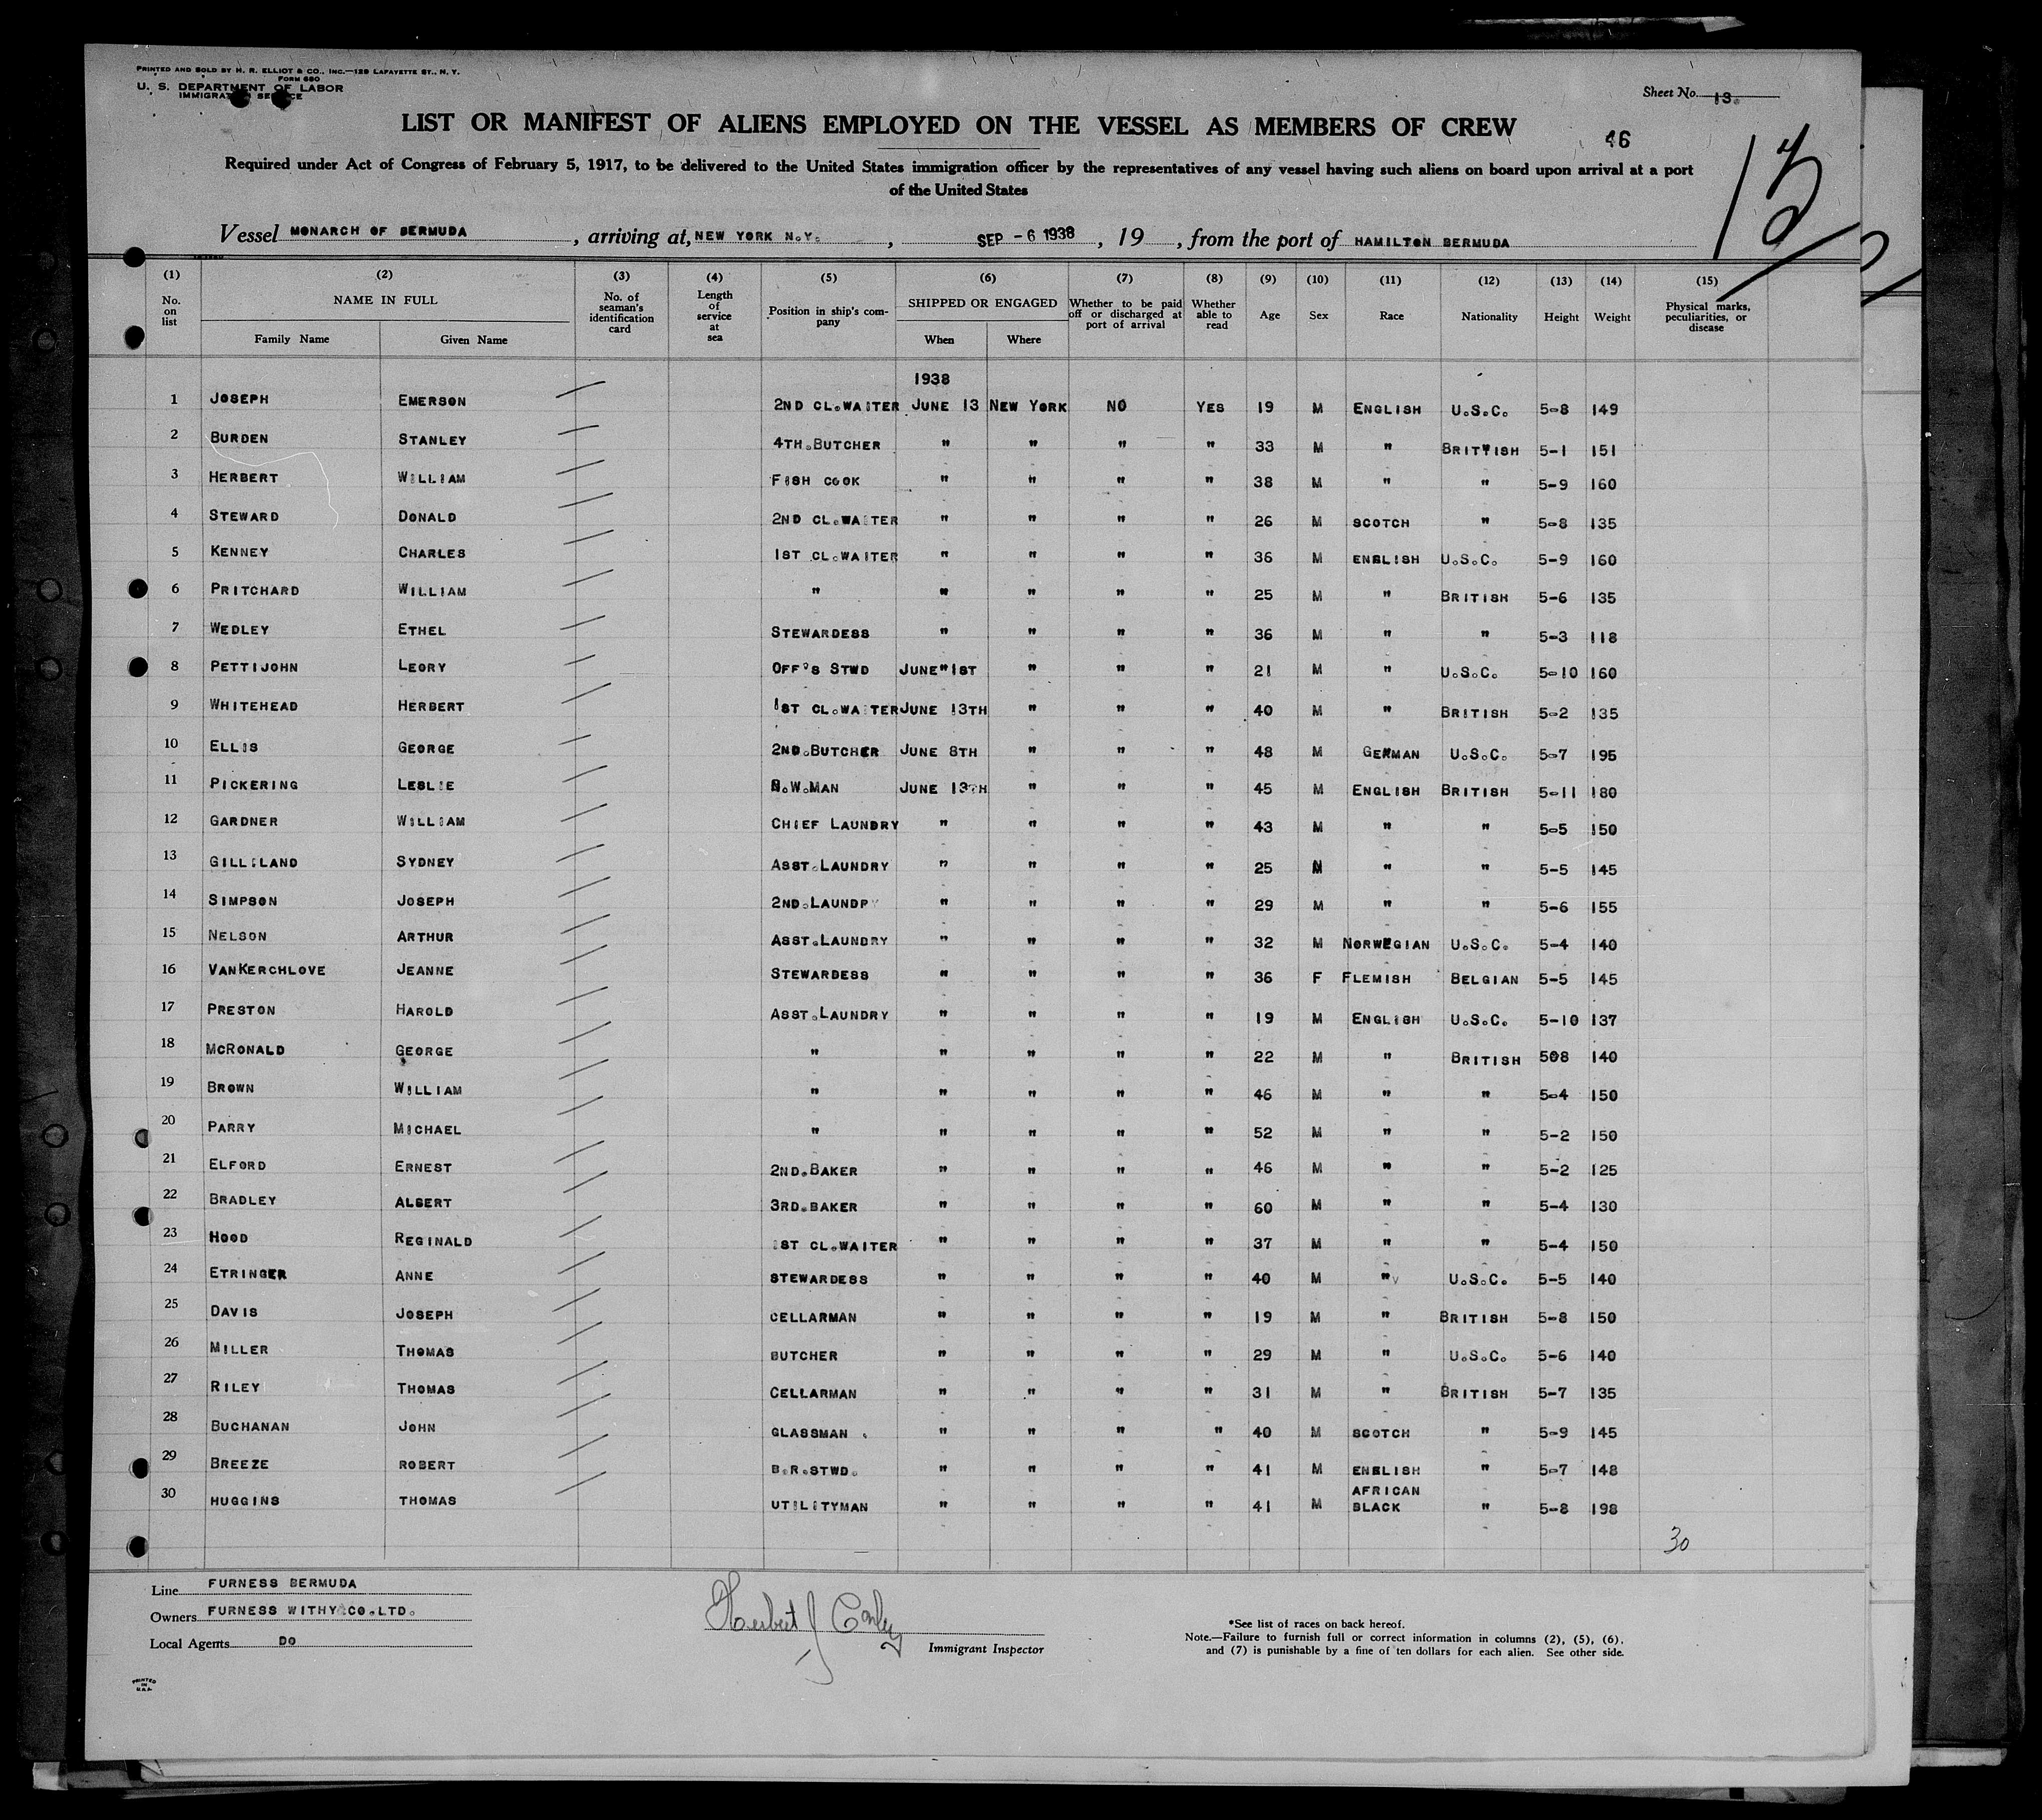 PRINTED AND SOLD BY H. R. ELLIOT & CO., INC.—129 LAFAYETTE ST., N. Y.
FORM 680
U. S. DEPARTMENT OF LABOR
IMMIGRATION SERVICE
Sheet No. 13.
LIST OR MANIFEST OF ALIENS EMPLOYED ON THE VESSEL AS MEMBERS OF CREW
46
13
Required under Act of Congress of February 5, 1917, to be delivered to the United States immigration officer by the representatives of any vessel having such aliens on board upon arrival at a port
of the United States
Vessel MONARCH OF BERMUDA, arriving at, NEW YORK N.Y., SEP -6 1938, 19, from the port of HAMILTON BERMUDA
(1) (2) (3) (4) (5) (6) (7) (8) (9) (10) (11) (12) (13) (14) (15)
No. on list NAME IN FULL Family Name Given Name No. of seaman's identification card Length of service at sea Position in ship's company SHIPPED OR ENGAGED When Where Whether to be paid off or discharged at port of arrival Whether able to read Age Sex Race Nationality Height Weight Physical marks, peculiarities, or disease
1938
1 JOSEPH EMERSON 2ND CL.WAITER JUNE 13 NEW YORK NO YES 19 M ENGLISH U.S.C. 5-8 149
2 BURDEN STANLEY 4TH.BUTCHER " " " " 33 M " BRITTISH 5-1 151
3 HERBERT WILLIAM FISH COOK " " " " 38 M " " 5-9 160
4 STEWARD DONALD 2ND CL.WAITER " " " " 26 M SCOTCH " 5-8 135
5 KENNEY CHARLES 1ST CL.WAITER " " " " 36 M ENGLISH U.S.C. 5-9 160
6 PRITCHARD WILLIAM " " " " " 25 M " BRITISH 5-6 135
7 WEDLEY ETHEL STEWARDESS " " " " 36 M " " 5-3 118
8 PETTIJOHN LEORY OFF'S STWD JUNE"1ST " " " 21 M " U.S.C. 5-10 160
9 WHITEHEAD HERBERT 1ST CL.WAITER JUNE 13TH " " " 40 M " BRITISH 5-2 135
10 ELLIS GEORGE 2ND.BUTCHER JUNE 8TH " " " 48 M GERMAN U.S.C. 5-7 195
11 PICKERING LESLIE N.W.MAN JUNE 13TH " " " 45 M ENGLISH BRITISH 5-11 180
12 GARDNER WILLIAM CHIEF LAUNDRY " " " " 43 M " " 5-5 150
13 GILLILAND SYDNEY ASST.LAUNDRY " " " " 25 M " " 5-5 145
14 SIMPSON JOSEPH 2ND.LAUNDRY " " " " 29 M " " 5-6 155
15 NELSON ARTHUR ASST.LAUNDRY " " " " 32 M NORWEGIAN U.S.C. 5-4 140
16 VANKERCHLOVE JEANNE STEWARDESS " " " " 36 F FLEMISH BELGIAN 5-5 145
17 PRESTON HAROLD ASST.LAUNDRY " " " " 19 M ENGLISH U.S.C. 5-10 137
18 MCRONALD GEORGE " " " " " 22 M " BRITISH 508 140
19 BROWN WILLIAM " " " " " 46 M " " 5-4 150
20 PARRY MICHAEL " " " " " 52 M " " 5-2 150
21 ELFORD ERNEST 2ND.BAKER " " " " 46 M " " 5-2 125
22 BRADLEY ALBERT 3RD.BAKER " " " " 60 M " " 5-4 130
23 HOOD REGINALD 1ST CL.WAITER " " " " 37 M " " 5-4 150
24 ETRINGER ANNE STEWARDESS " " " " 40 M " U.S.C. 5-5 140
25 DAVIS JOSEPH CELLARMAN " " " " 19 M " BRITISH 5-8 150
26 MILLER THOMAS BUTCHER " " " " 29 M " U.S.C. 5-6 140
27 RILEY THOMAS CELLARMAN " " " " 31 M " BRITISH 5-7 135
28 BUCHANAN JOHN GLASSMAN " " " " 40 M SCOTCH " 5-9 145
29 BREEZE ROBERT B.R.STWD. " " " " 41 M ENGLISH " 5-7 148
30 HUGGINS THOMAS UTILITYMAN " " " " 41 M AFRICAN BLACK " 5-8 198
30
Line FURNESS BERMUDA
Owners FURNESS WITHY CO.LTD.
Local Agents DO
Herbert J Conley
Immigrant Inspector
*See list of races on back hereof.
Note.—Failure to furnish full or correct information in columns (2), (5), (6),
and (7) is punishable by a fine of ten dollars for each alien. See other side.
PRINTED
IN
U.S.A.